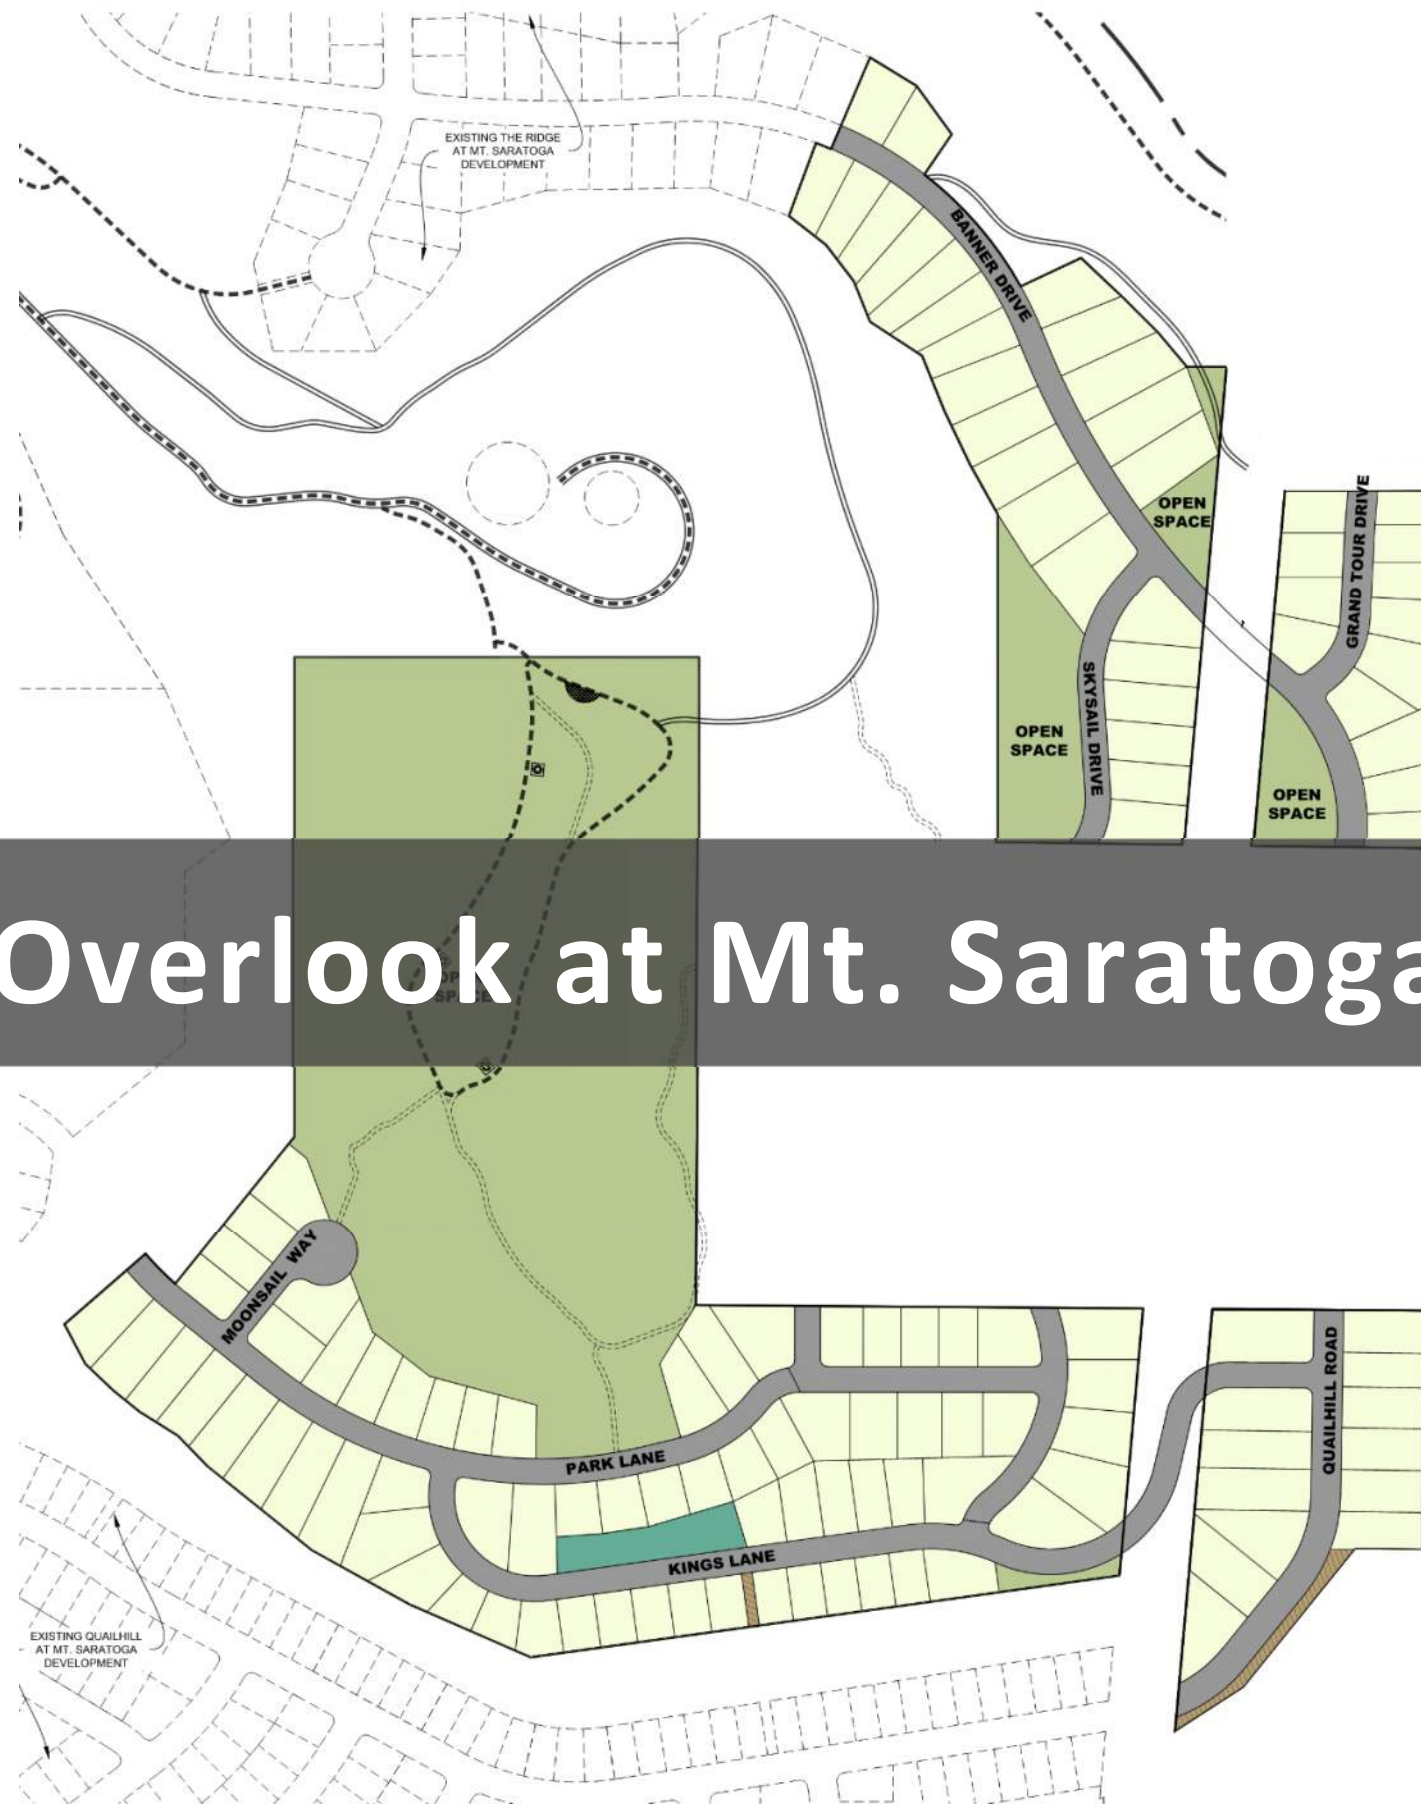 EXISTING THE RIDGE
AT MT. SARATOGA
DEVELOPMENT
BANNER DRIVE
OPEN
SPACE
GRAND TOUR DRIVE
SKYSAIL DRIVE
OPEN
SPACE
OPEN
SPACE
Overlook at Mt. Saratoga
OPEN
SPACE
MOONSAIL WAY
PARK LANE
QUAILHILL ROAD
KINGS LANE
EXISTING QUAILHILL
AT MT. SARATOGA
DEVELOPMENT